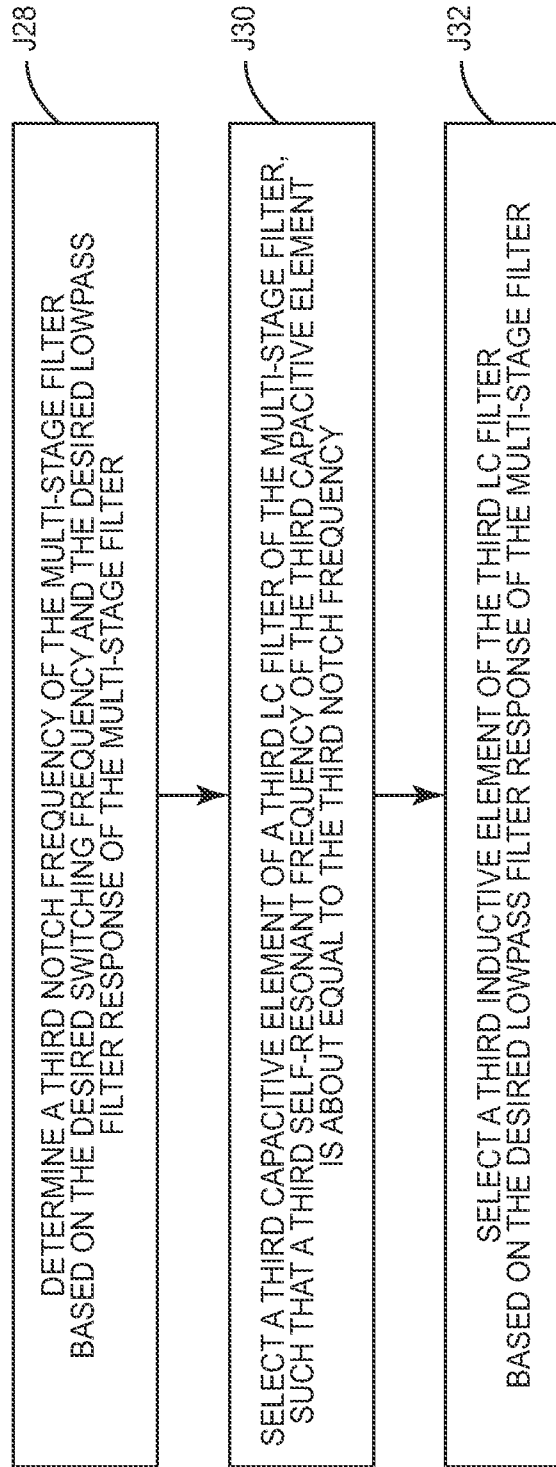 DETERMINE A THIRD NOTCH FREQUENCY OF THE MULTI-STAGE FILTER
BASED ON THE DESIRED SWITCHING FREQUENCY AND THE DESIRED LOWPASS
FILTER RESPONSE OF THE MULTI-STAGE FILTER
J28
SELECT A THIRD CAPACITIVE ELEMENT OF A THIRD LC FILTER OF THE MULTI-STAGE FILTER,
SUCH THAT A THIRD SELF-RESONANT FREQUENCY OF THE THIRD CAPACITIVE ELEMENT
IS ABOUT EQUAL TO THE THIRD NOTCH FREQUENCY
J30
SELECT A THIRD INDUCTIVE ELEMENT OF THE THIRD LC FILTER
BASED ON THE DESIRED LOWPASS FILTER RESPONSE OF THE MULTI-STAGE FILTER
J32